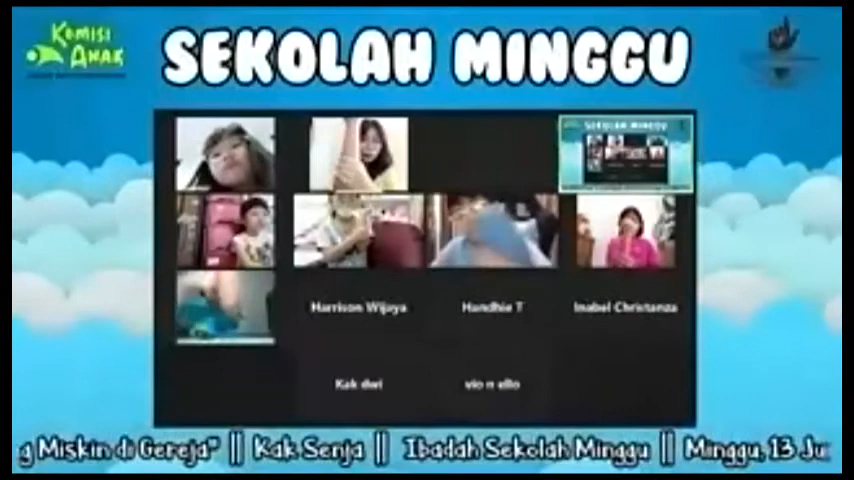 Komisi
Anak
SEKOLAH MINGGU
SEKOLAH MINGGU
Harrison Wijaya
Handhie T
Inabel Christanza
Kak dwi
vio n ello
g Miskin di Gereja" || Kak Senja || Ibadah Sekolah Minggu || Minggu, 13 Ju